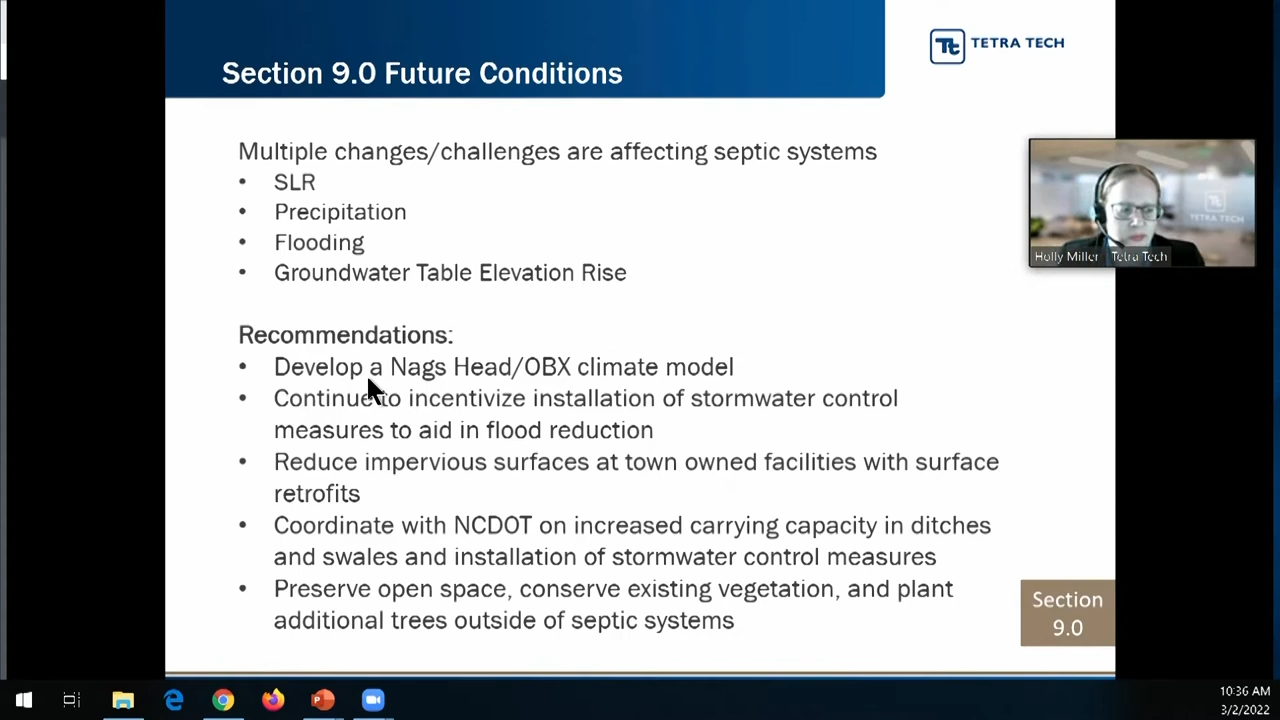 Section 9.0 Future Conditions
Tt TETRA TECH
Multiple changes/challenges are affecting septic systems
• SLR
• Precipitation
• Flooding
• Groundwater Table Elevation Rise
TETRA TECH
Holly Miller Tetra Tech
Recommendations:
• Develop a Nags Head/OBX climate model
• Continue to incentivize installation of stormwater control
measures to aid in flood reduction
• Reduce impervious surfaces at town owned facilities with surface
retrofits
• Coordinate with NCDOT on increased carrying capacity in ditches
and swales and installation of stormwater control measures
• Preserve open space, conserve existing vegetation, and plant
additional trees outside of septic systems
Section
9.0
10:36 AM
3/2/2022